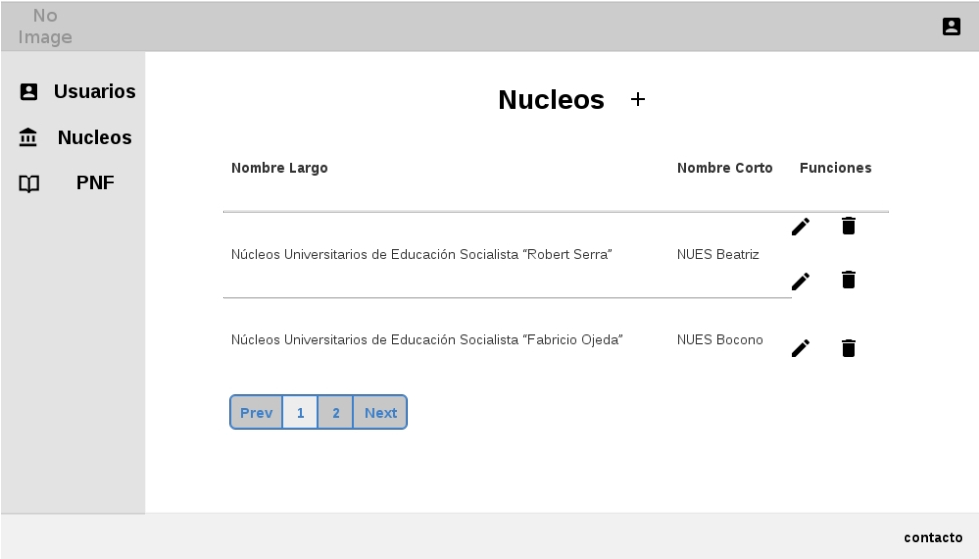 No
Image
Usuarios
Nucleos
PNF
Nucleos +
Nombre Largo Nombre Corto Funciones
Núcleos Universitarios de Educación Socialista “Robert Serra” NUES Beatriz
Núcleos Universitarios de Educación Socialista “Fabricio Ojeda” NUES Bocono
Prev 1 2 Next
contacto